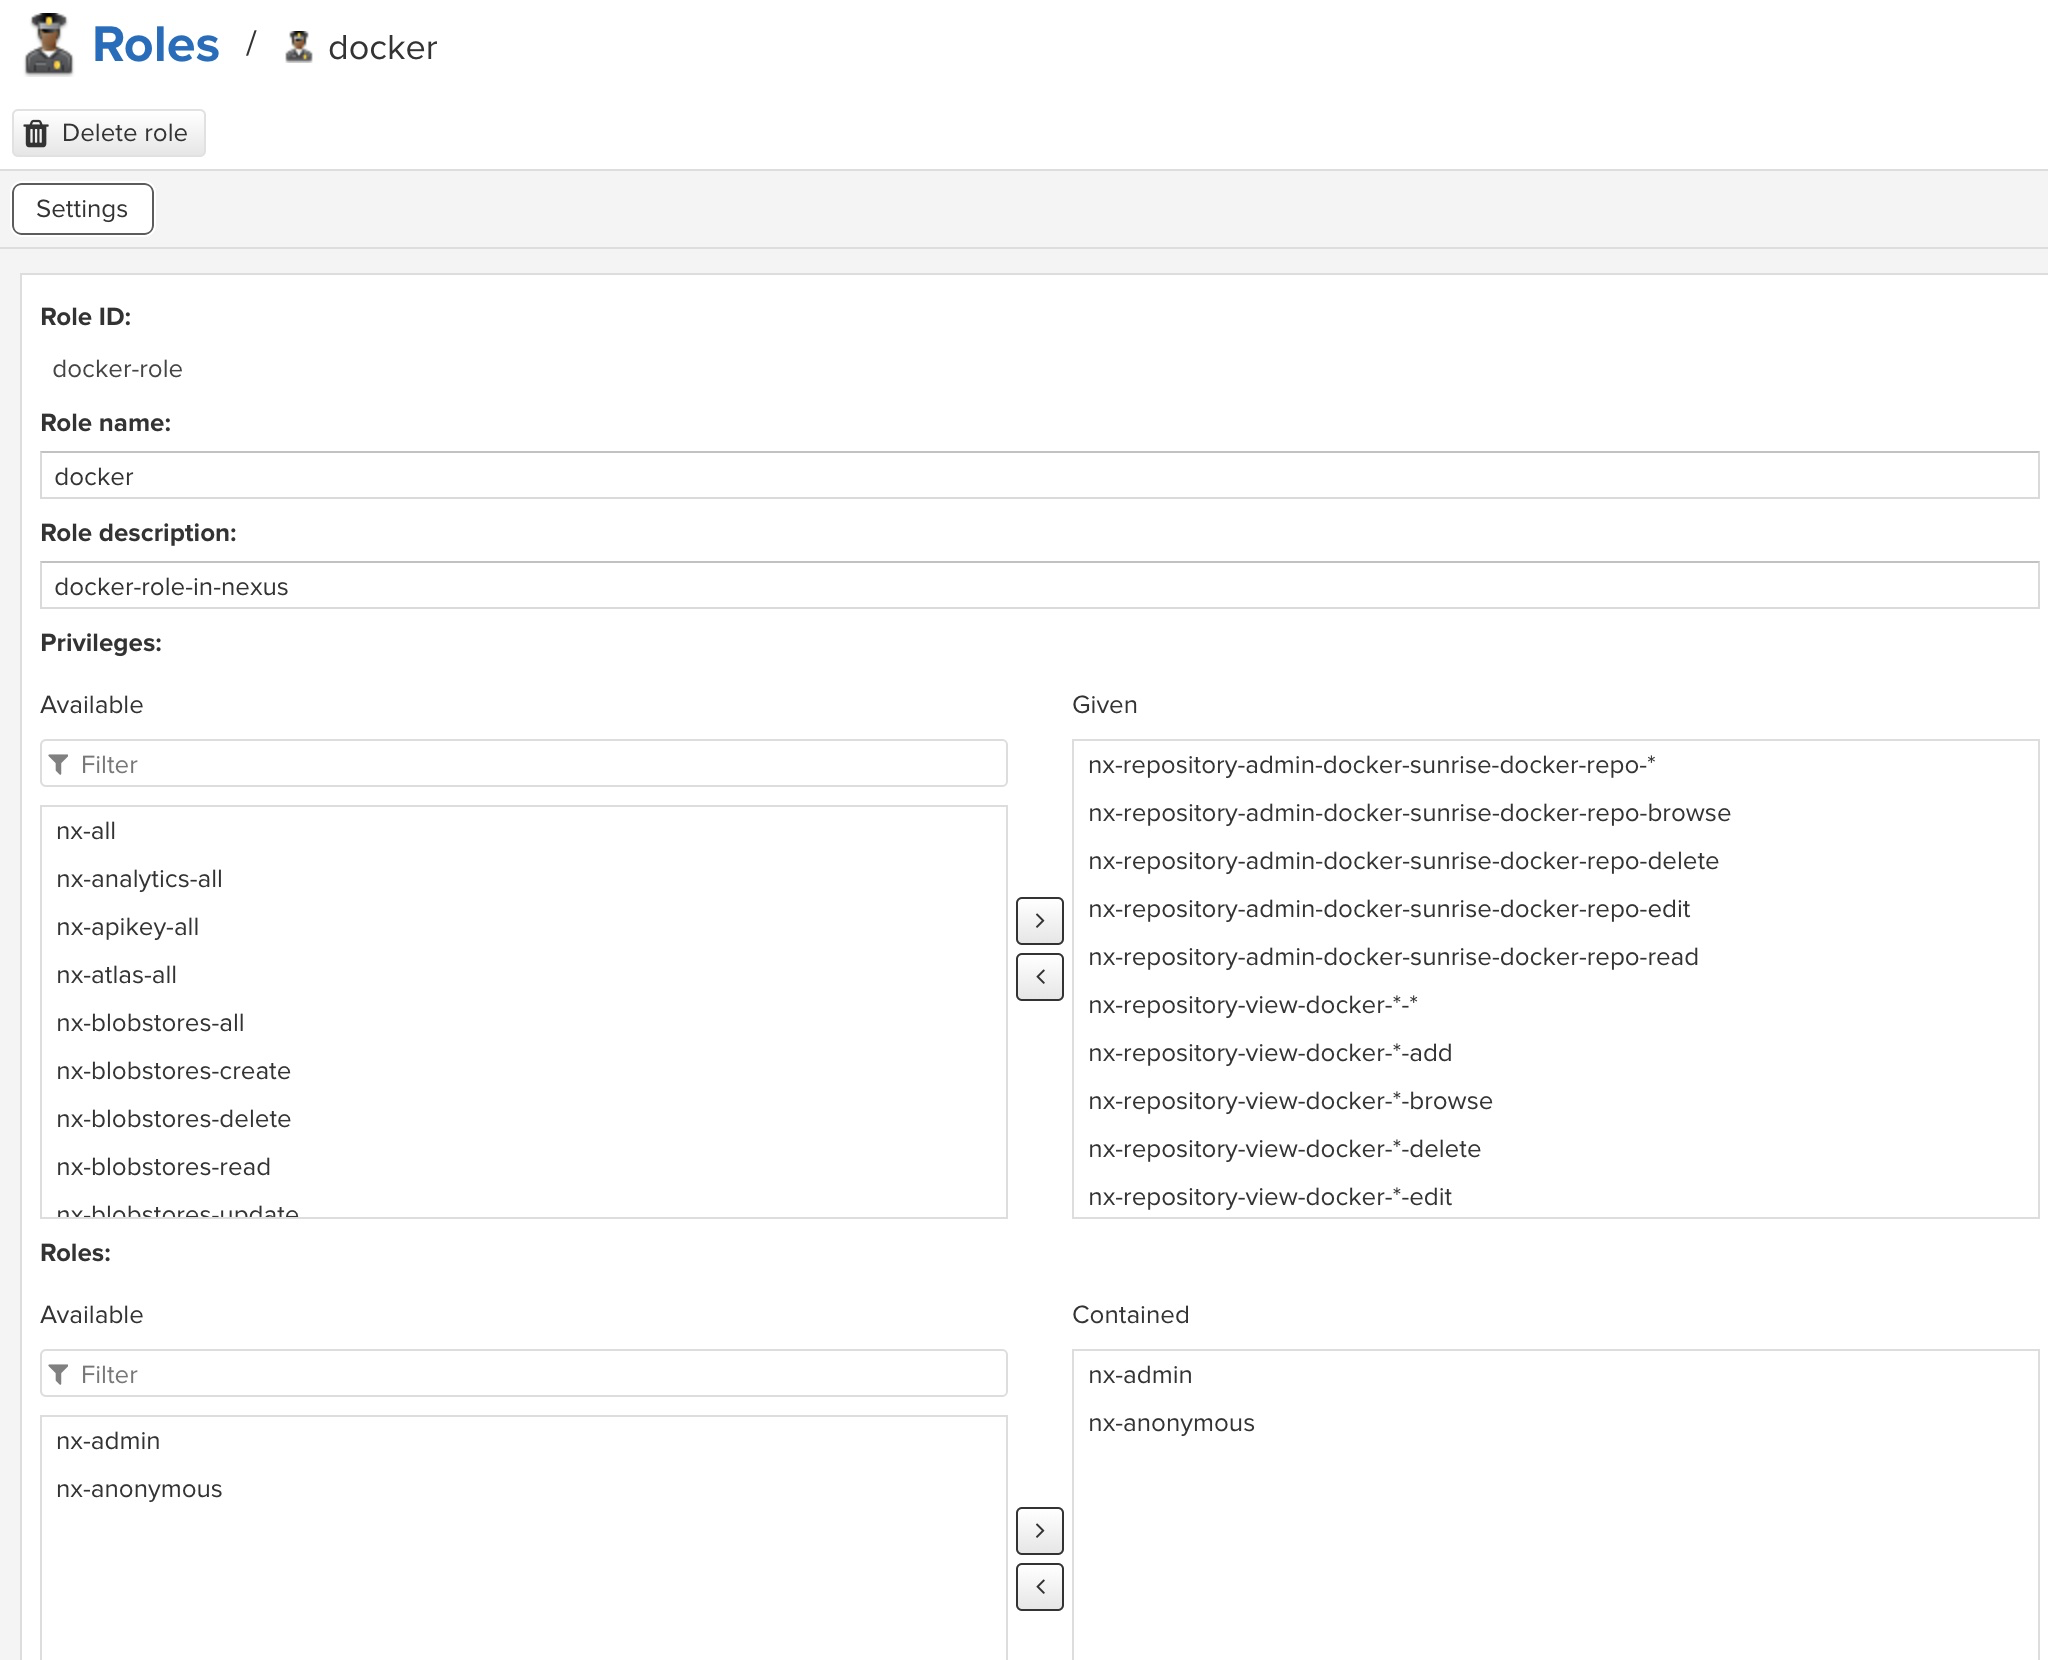 Roles / docker
Delete role
Settings
Role ID:
docker-role
Role name:
docker
Role description:
docker-role-in-nexus
Privileges:
Available
Filter
nx-all
nx-analytics-all
nx-apikey-all
nx-atlas-all
nx-blobstores-all
nx-blobstores-create
nx-blobstores-delete
nx-blobstores-read
nx-blobstores-update
Given
nx-repository-admin-docker-sunrise-docker-repo-*
nx-repository-admin-docker-sunrise-docker-repo-browse
nx-repository-admin-docker-sunrise-docker-repo-delete
nx-repository-admin-docker-sunrise-docker-repo-edit
nx-repository-admin-docker-sunrise-docker-repo-read
nx-repository-view-docker-*-*
nx-repository-view-docker-*-add
nx-repository-view-docker-*-browse
nx-repository-view-docker-*-delete
nx-repository-view-docker-*-edit
Roles:
Available
Filter
nx-admin
nx-anonymous
Contained
nx-admin
nx-anonymous